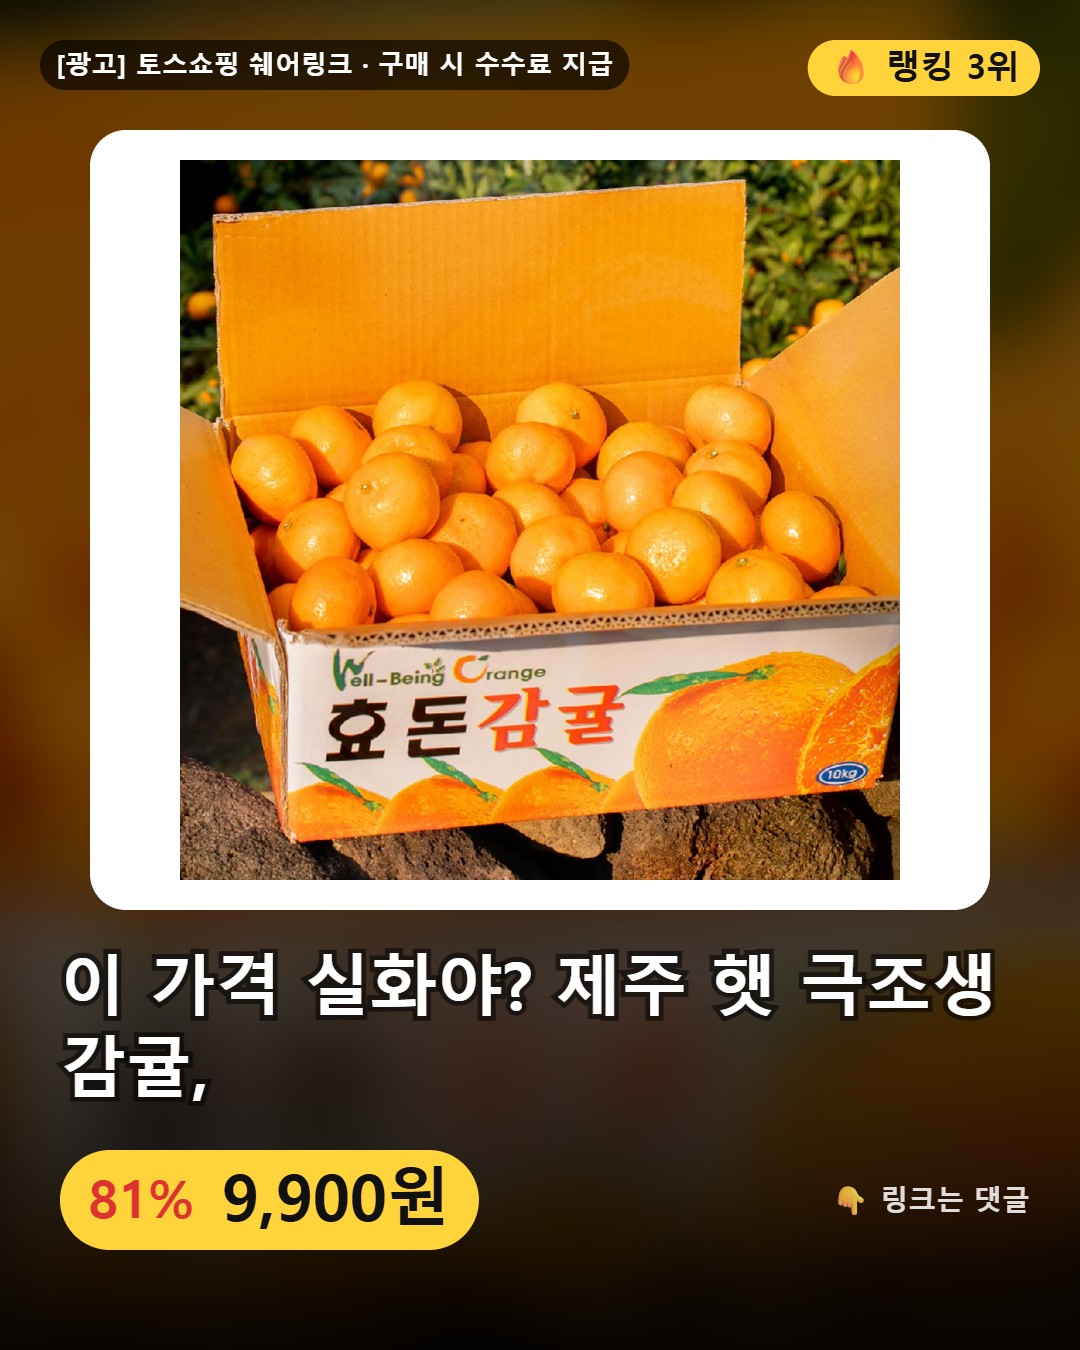 [광고] 토스쇼핑 쉐어링크 · 구매 시 수수료 지급
🔥 랭킹 3위
Well-Being Orange
효돈감귤
10kg
이 가격 실화야? 제주 햇 극조생
감귤,
81% 9,900원
👇 링크는 댓글